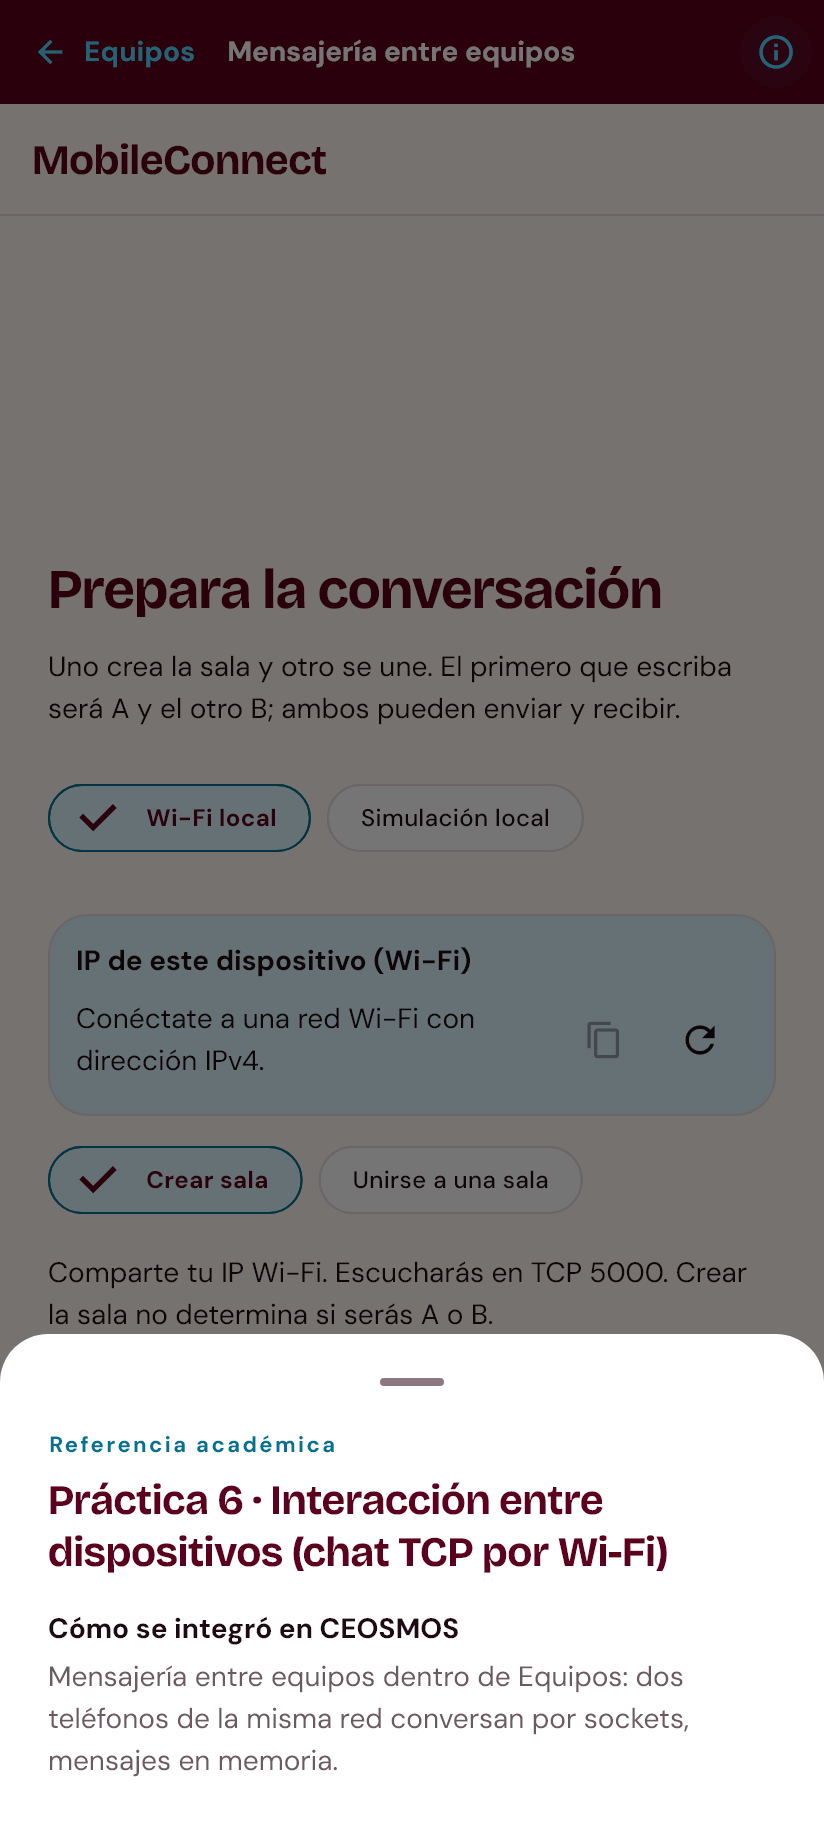 Equipos Mensajería entre equipos
MobileConnect
Prepara la conversación
Uno crea la sala y otro se une. El primero que escriba
será A y el otro B; ambos pueden enviar y recibir.
Wi-Fi local Simulación local
IP de este dispositivo (Wi-Fi)
Conéctate a una red Wi-Fi con
dirección IPv4.
Crear sala Unirse a una sala
Comparte tu IP Wi-Fi. Escucharás en TCP 5000. Crear
la sala no determina si serás A o B.
Referencia académica
Práctica 6 · Interacción entre
dispositivos (chat TCP por Wi-Fi)
Cómo se integró en CEOSMOS
Mensajería entre equipos dentro de Equipos: dos
teléfonos de la misma red conversan por sockets,
mensajes en memoria.